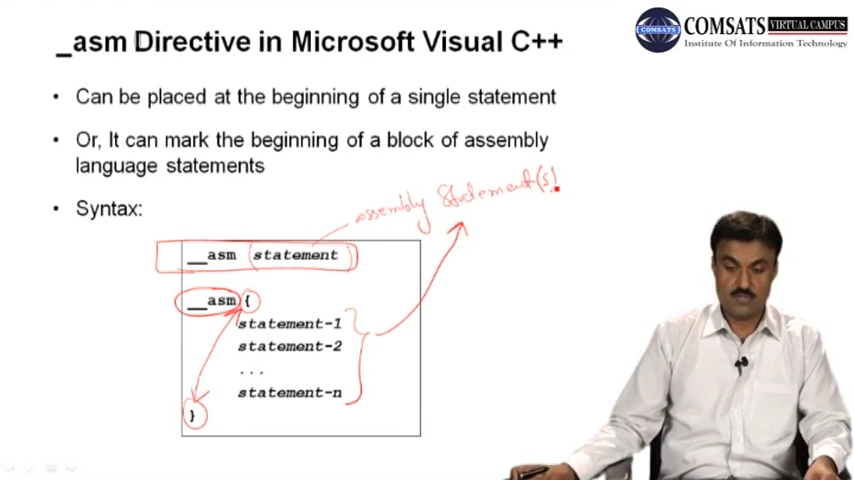 _asm Directive in Microsoft Visual C++
COMSATS VIRTUAL CAMPUS
COMSATS
Institute Of Information Technology
• Can be placed at the beginning of a single statement
• Or, It can mark the beginning of a block of assembly
language statements
• Syntax:
assembly Statement(s)
__asm statement
__asm {
statement-1
statement-2
...
statement-n
}